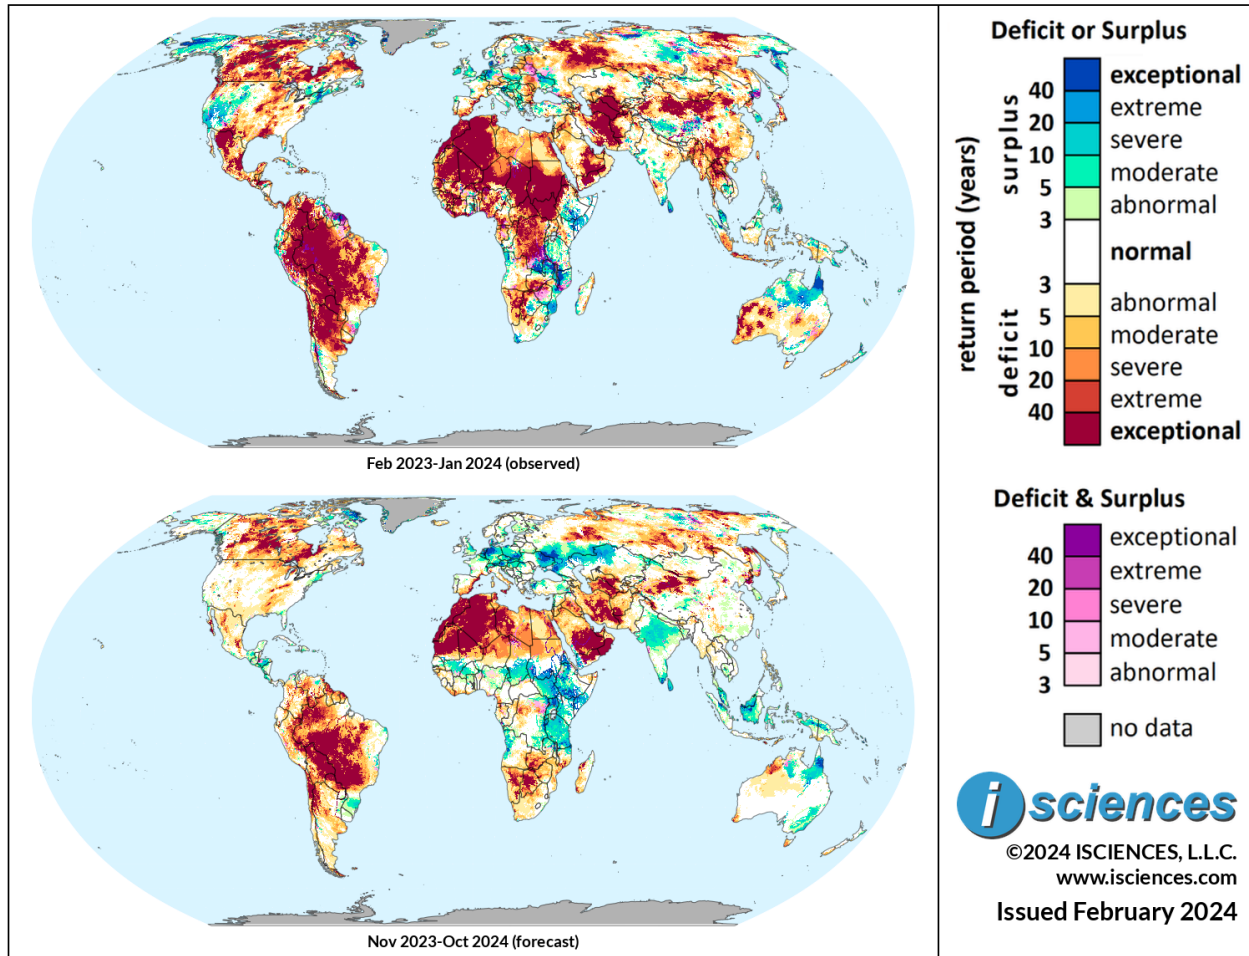 Feb 2023-Jan 2024 (observed)
Nov 2023-Oct 2024 (forecast)
Deficit or Surplus
return period (years)
surplus
deficit
exceptional
40
extreme
20
severe
10
moderate
5
abnormal
3
normal
3
abnormal
5
moderate
10
severe
20
extreme
40
exceptional
Deficit & Surplus
exceptional
40
extreme
20
severe
10
moderate
5
abnormal
3
no data
i sciences
©2024 ISCIENCES, L.L.C.
www.isciences.com
Issued February 2024